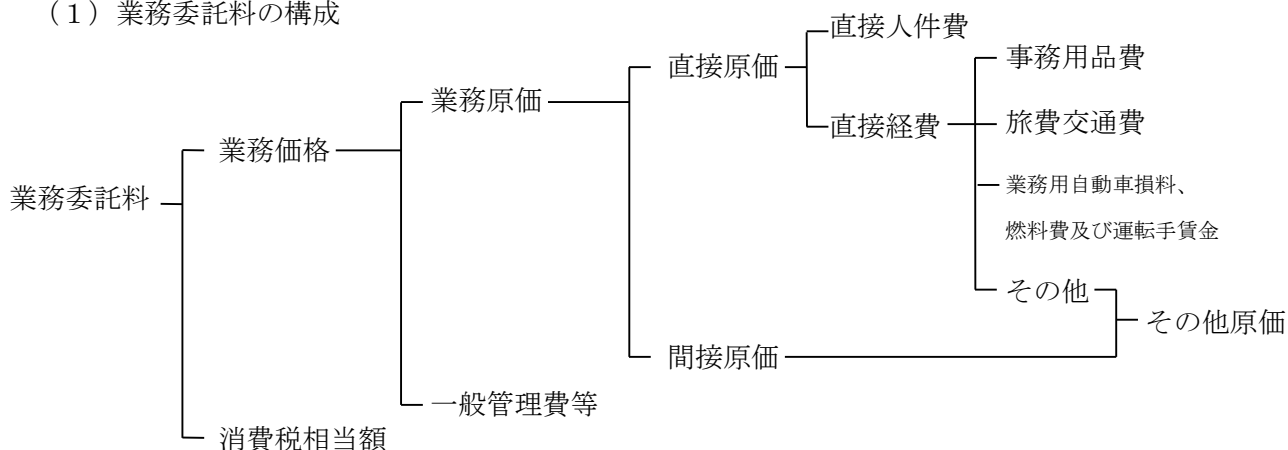 （１）業務委託料の構成
直接人件費
事務用品費
直接原価
業務原価
直接経費
旅費交通費
業務価格
業務用自動車損料、
業務委託料
燃料費及び運転手賃金
その他
その他原価
間接原価
一般管理費等
消費税相当額